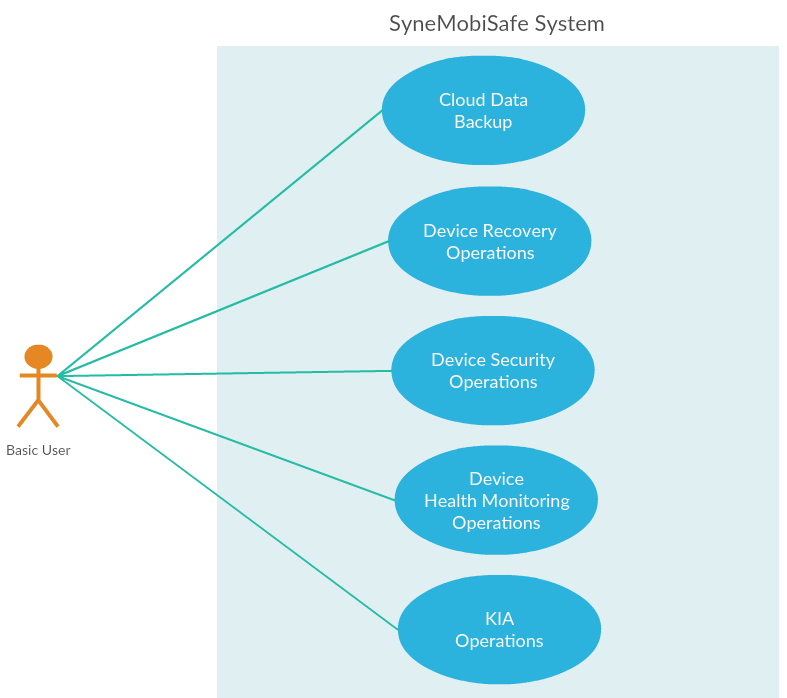 SyneMobiSafe System
Cloud Data
Backup
Device Recovery
Operations
Device Security
Operations
Basic User
Device
Health Monitoring
Operations
KIA
Operations